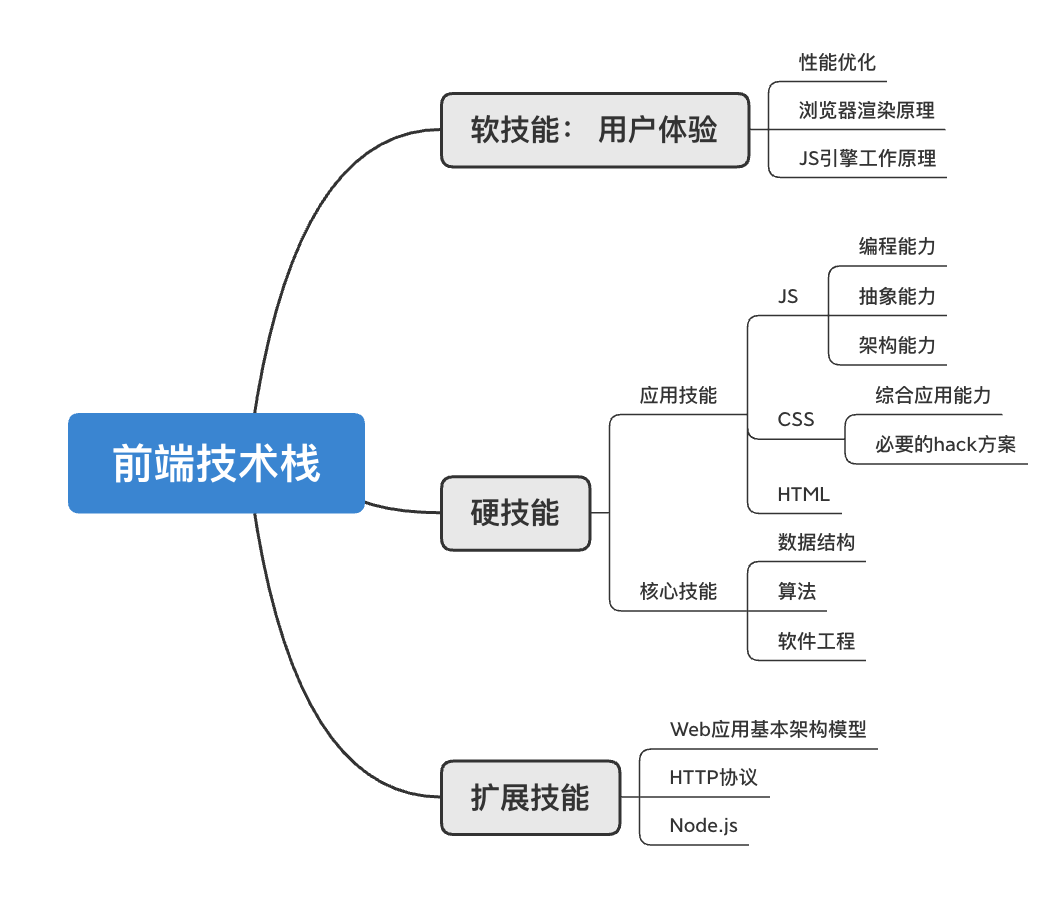 前端技术栈
软技能： 用户体验
性能优化
浏览器渲染原理
JS引擎工作原理
硬技能
应用技能
JS
编程能力
抽象能力
架构能力
CSS
综合应用能力
必要的hack方案
HTML
核心技能
数据结构
算法
软件工程
扩展技能
Web应用基本架构模型
HTTP协议
Node.js